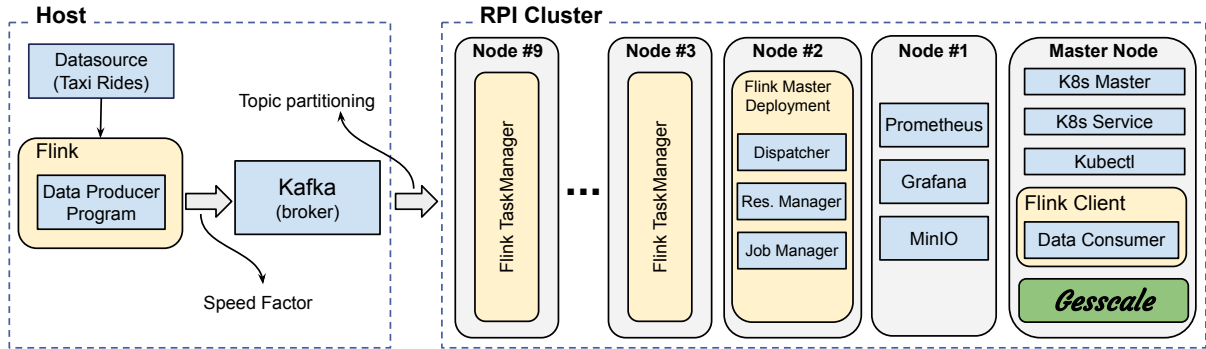 Host
Datasource
(Taxi Rides)
Flink
Data Producer
Program
Kafka
(broker)
Topic partitioning
Speed Factor
RPI Cluster
Node #9
Flink TaskManager
...
Node #3
Flink TaskManager
Node #2
Flink Master
Deployment
Dispatcher
Res. Manager
Job Manager
Node #1
Prometheus
Grafana
MinIO
Master Node
K8s Master
K8s Service
Kubectl
Flink Client
Data Consumer
Gesscale